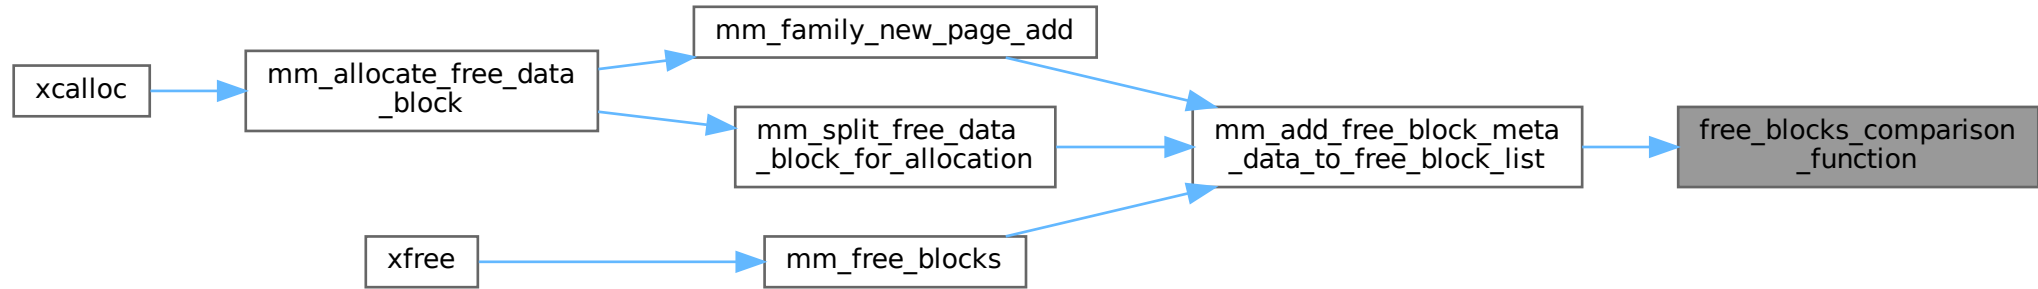 xcalloc
mm_allocate_free_data
_block
mm_family_new_page_add
mm_split_free_data
_block_for_allocation
mm_add_free_block_meta
_data_to_free_block_list
free_blocks_comparison
_function
xfree
mm_free_blocks